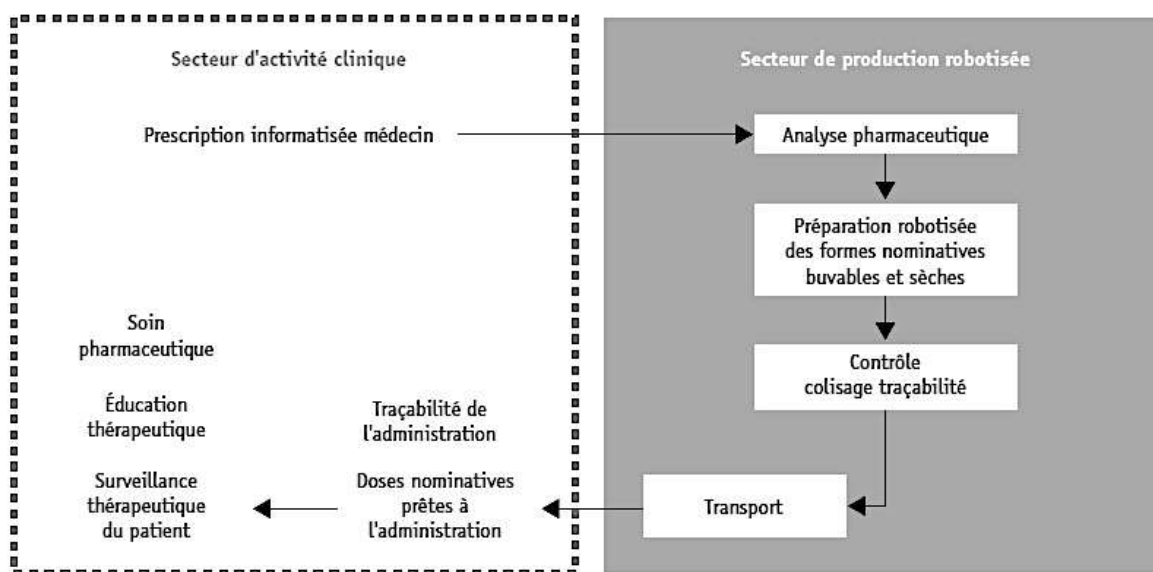 Secteur d'activité clinique
Prescription informatisée médecin
Soin
pharmaceutique
Éducation
thérapeutique
Surveillance
thérapeutique
du patient
Traçabilité de
l'administration
Doses nominatives
prêtes à
l'administration
Secteur de production robotisée
Analyse pharmaceutique
Préparation robotisée
des formes nominatives
buvables et sèches
Contrôle
colisage traçabilité
Transport